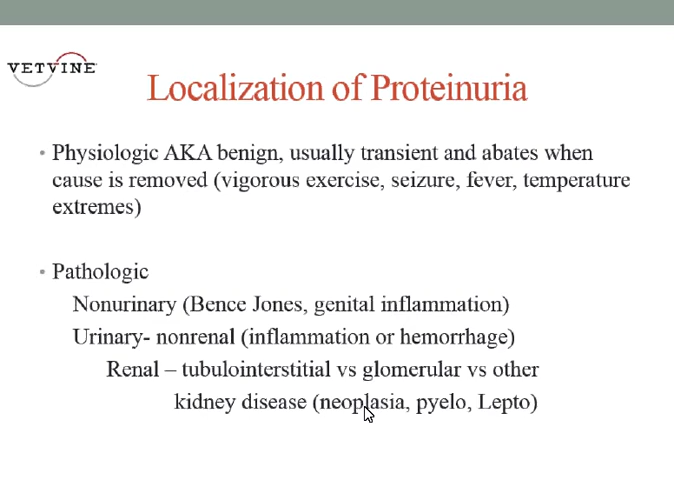 VETVINE
Localization of Proteinuria
• Physiologic AKA benign, usually transient and abates when
cause is removed (vigorous exercise, seizure, fever, temperature
extremes)
• Pathologic
Nonurinary (Bence Jones, genital inflammation)
Urinary- nonrenal (inflammation or hemorrhage)
Renal – tubulointerstitial vs glomerular vs other
kidney disease (neoplasia, pyelo, Lepto)